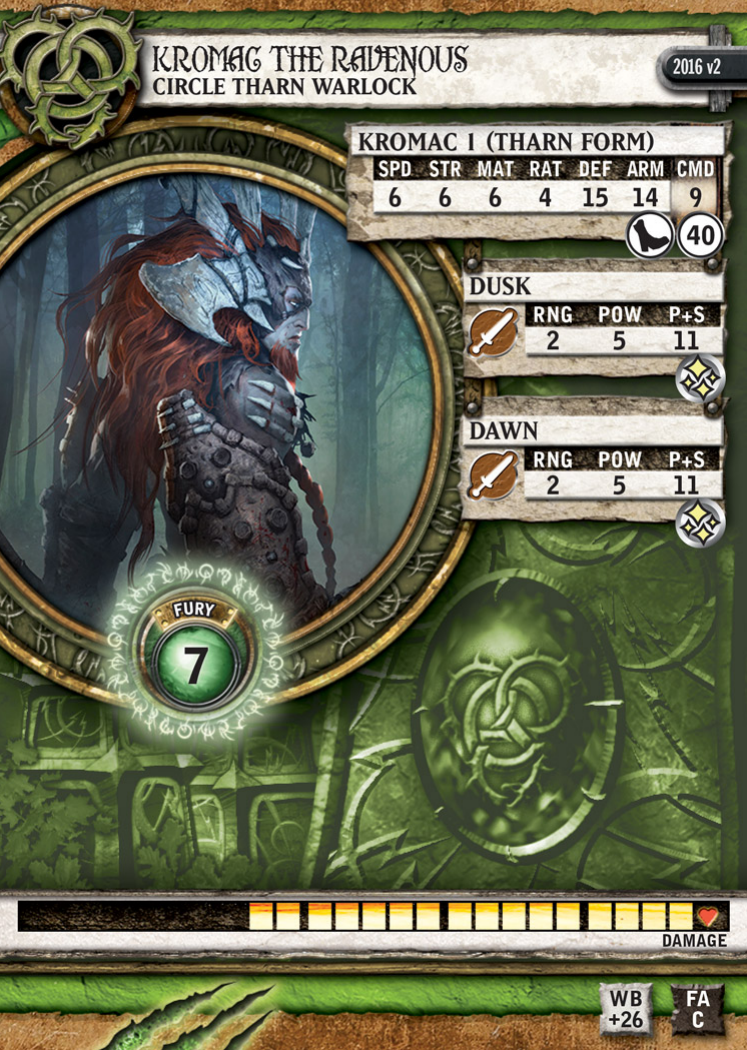 KROMAC THE RAVENOUS
CIRCLE THARN WARLOCK
2016 v2
KROMAC 1 (THARN FORM)
SPD STR MAT RAT DEF ARM CMD
6 6 6 4 15 14 9
40
DUSK
RNG POW P+S
2 5 11
DAWN
RNG POW P+S
2 5 11
FURY
7
DAMAGE
WB +26
FA C